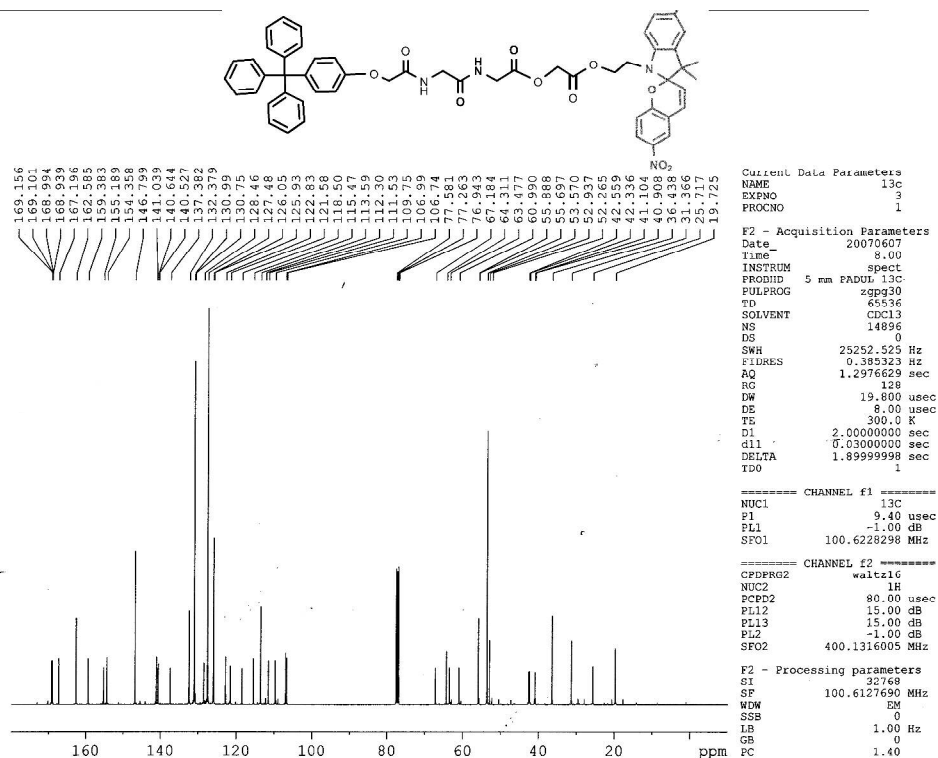 O
N
H
O
N
H
O
O
O
O
O
O
N
O
NO₂
169.156
169.101
168.994
168.939
167.196
162.585
159.383
155.189
154.358
146.799
141.039
140.644
140.527
137.382
132.379
130.99
130.75
128.46
127.48
126.05
125.93
122.83
121.58
118.50
115.47
113.59
112.30
111.53
109.75
106.99
106.74
77.581
77.263
76.943
67.184
64.311
63.477
60.990
55.888
55.697
53.570
52.937
52.265
42.559
42.336
41.104
40.908
36.438
31.366
25.717
19.725
Current Data Parameters
NAME 13c
EXPNO 3
PROCNO 1
F2 - Acquisition Parameters
Date_ 20070607
Time 8.00
INSTRUM spect
PROBHD 5 mm PADUL 13C-
PULPROG zgpg30
TD 65536
SOLVENT CDCl3
NS 14896
DS 0
SWH 25252.525 Hz
FIDRES 0.385323 Hz
AQ 1.2976629 sec
RG 128
DW 19.800 usec
DE 8.00 usec
TE 300.0 K
D1 2.00000000 sec
d11 0.03000000 sec
DELTA 1.89999998 sec
TD0 1
======== CHANNEL f1 ========
NUC1 13C
P1 9.40 usec
PL1 -1.00 dB
SFO1 100.6228298 MHz
======== CHANNEL f2 ========
CPDPRG2 waltz16
NUC2 1H
PCPD2 80.00 usec
PL12 15.00 dB
PL13 15.00 dB
PL2 -1.00 dB
SFO2 400.1316005 MHz
F2 - Processing parameters
SI 32768
SF 100.6127690 MHz
WDW EM
SSB 0
LB 1.00 Hz
GB 0
PC 1.40
160 140 120 100 80 60 40 20 ppm